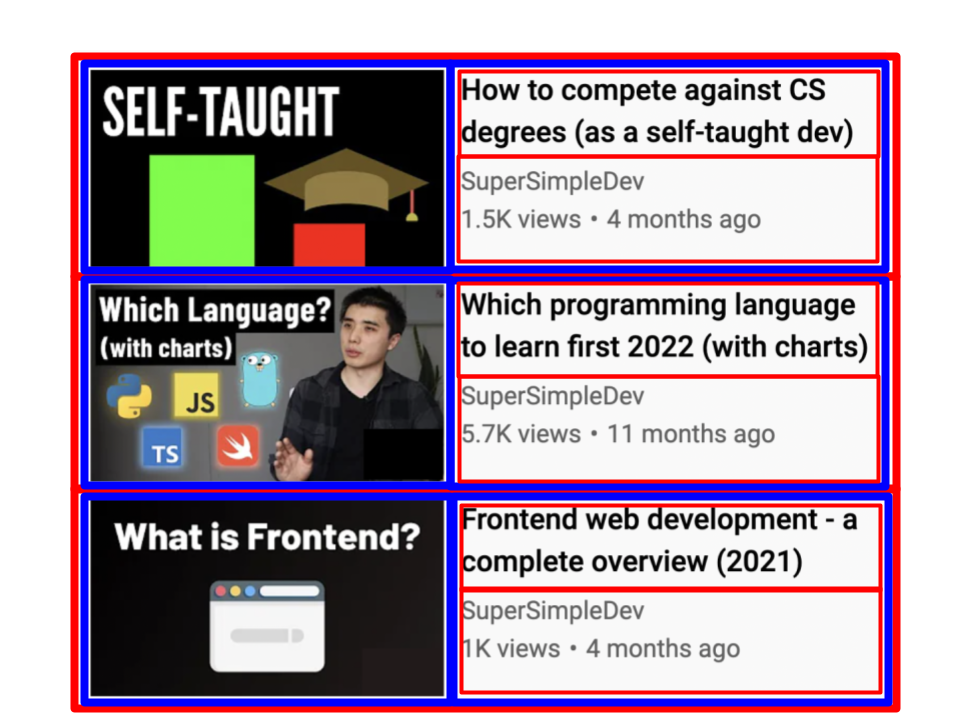 SELF-TAUGHT
How to compete against CS
degrees (as a self-taught dev)
SuperSimpleDev
1.5K views • 4 months ago
Which Language?
(with charts)
JS
TS
Which programming language
to learn first 2022 (with charts)
SuperSimpleDev
5.7K views • 11 months ago
What is Frontend?
Frontend web development - a
complete overview (2021)
SuperSimpleDev
1K views • 4 months ago